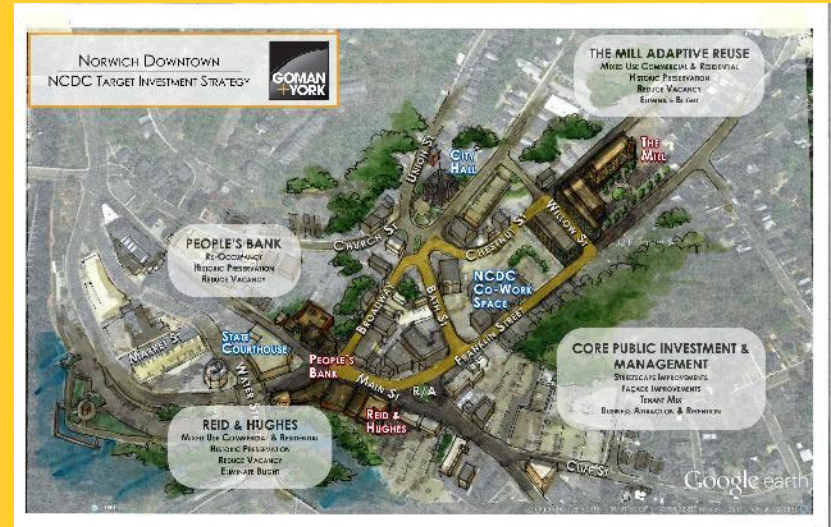 NORWICH DOWNTOWN
NCDC TARGET INVESTMENT STRATEGY
GOMAN
+YORK
THE MILL ADAPTIVE REUSE
MIXED USE COMMERCIAL & RESIDENTIAL
HISTORIC PRESERVATION
REDUCE VACANCY
ELIMINATE BLIGHT
UNION ST
CITY
HALL
THE
MILL
WILLOW ST
CHURCH ST
CHESTNUT ST
PEOPLE'S BANK
RE-OCCUPANCY
HISTORIC PRESERVATION
REDUCE VACANCY
NCDC
CO-WORK
SPACE
BROADWAY
BATH ST
FRANKLIN STREET
MARKET ST
STATE
COURTHOUSE
WATER
PEOPLE'S
BANK
MAIN ST
R/A
REID &
HUGHES
CORE PUBLIC INVESTMENT &
MANAGEMENT
STREETSCAPE IMPROVEMENTS
FAÇADE IMPROVEMENTS
TENANT MIX
BUSINESS ATTRACTION & RETENTION
REID & HUGHES
MIXED USE COMMERCIAL & RESIDENTIAL
HISTORIC PRESERVATION
REDUCE VACANCY
ELIMINATE BLIGHT
CLIFF ST
Google earth